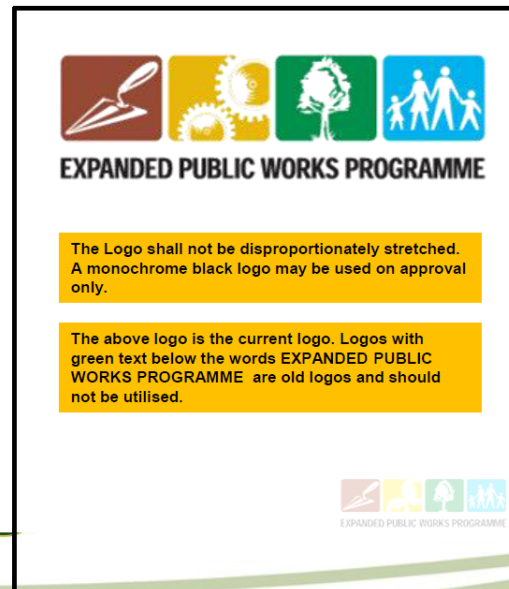 EXPANDED PUBLIC WORKS PROGRAMME
The Logo shall not be disproportionately stretched.
A monochrome black logo may be used on approval
only.
The above logo is the current logo. Logos with
green text below the words EXPANDED PUBLIC
WORKS PROGRAMME are old logos and should
not be utilised.
EXPANDED PUBLIC WORKS PROGRAMME